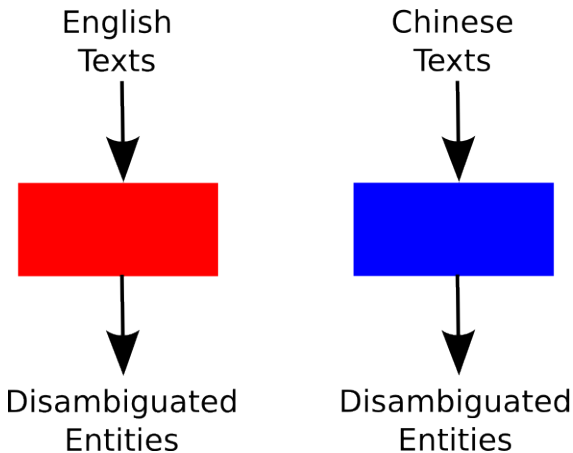 English
Texts
Chinese
Texts
Disambiguated
Entities
Disambiguated
Entities